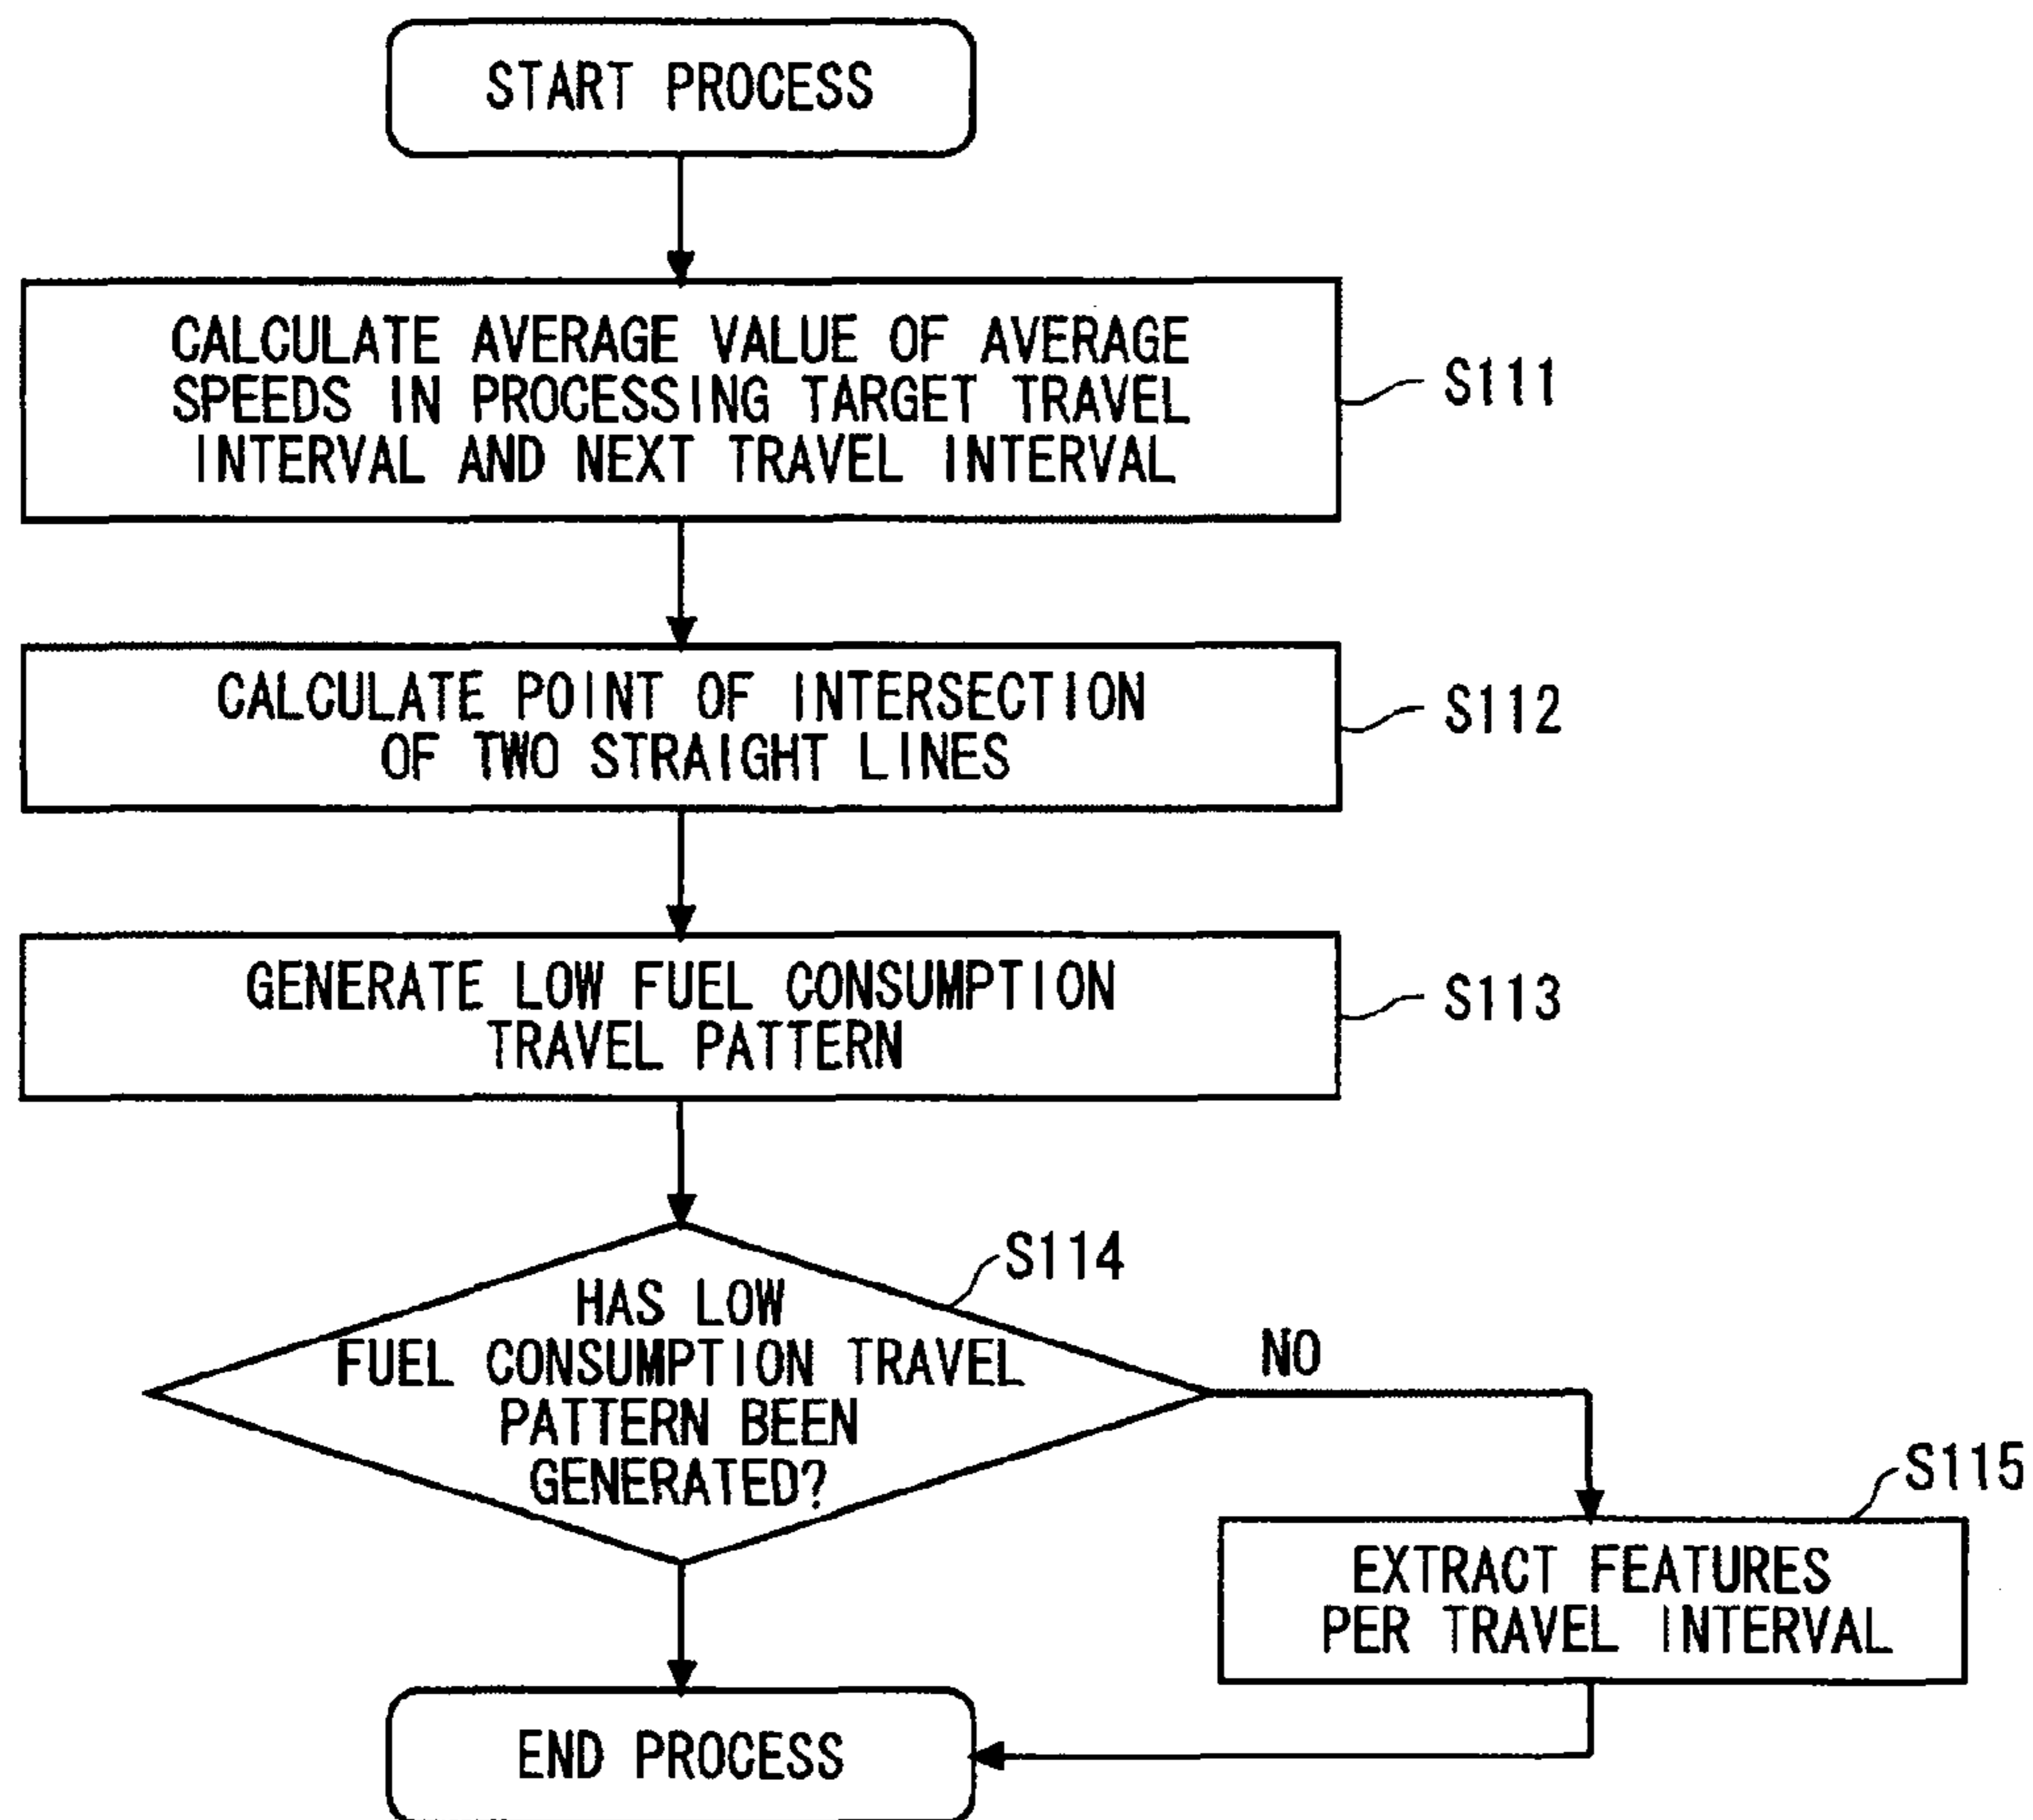 START PROCESS
CALCULATE AVERAGE VALUE OF AVERAGE
SPEEDS IN PROCESSING TARGET TRAVEL
INTERVAL AND NEXT TRAVEL INTERVAL
S111
CALCULATE POINT OF INTERSECTION
OF TWO STRAIGHT LINES
S112
GENERATE LOW FUEL CONSUMPTION
TRAVEL PATTERN
S113
S114
HAS LOW
FUEL CONSUMPTION TRAVEL
PATTERN BEEN
GENERATED?
NO
S115
EXTRACT FEATURES
PER TRAVEL INTERVAL
END PROCESS